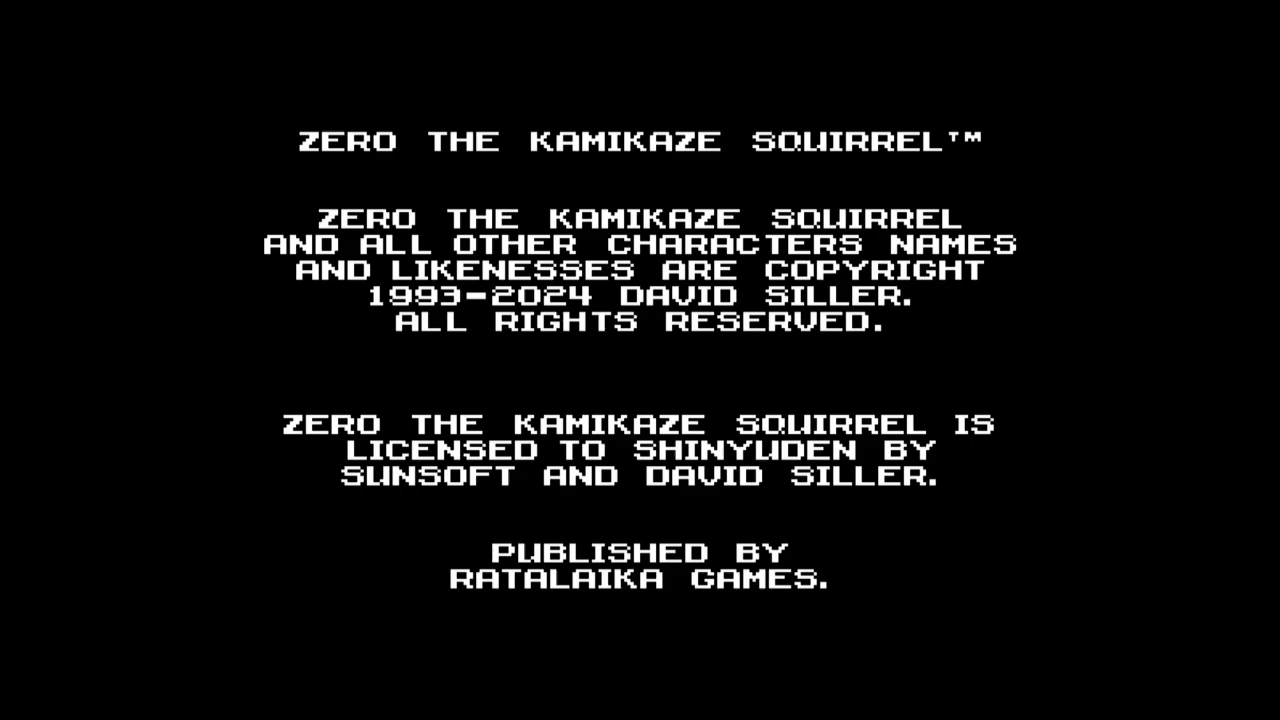 ZERO THE KAMIKAZE SQUIRREL™
ZERO THE KAMIKAZE SQUIRREL
AND ALL OTHER CHARACTERS NAMES
AND LIKENESSES ARE COPYRIGHT
1993-2024 DAVID SILLER.
ALL RIGHTS RESERVED.
ZERO THE KAMIKAZE SQUIRREL IS
LICENSED TO SHINYUDEN BY
SUNSOFT AND DAVID SILLER.
PUBLISHED BY
RATALAIKA GAMES.